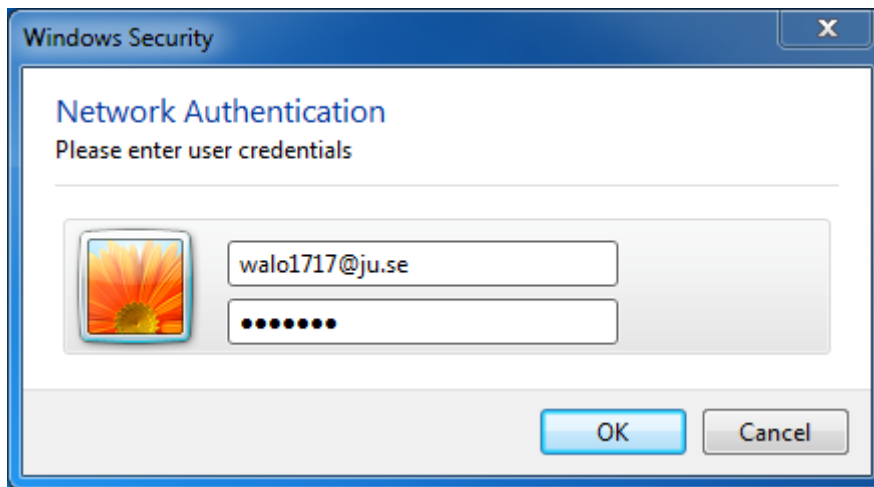 Windows Security
Network Authentication
Please enter user credentials
walo1717@ju.se
•••••••
OK
Cancel